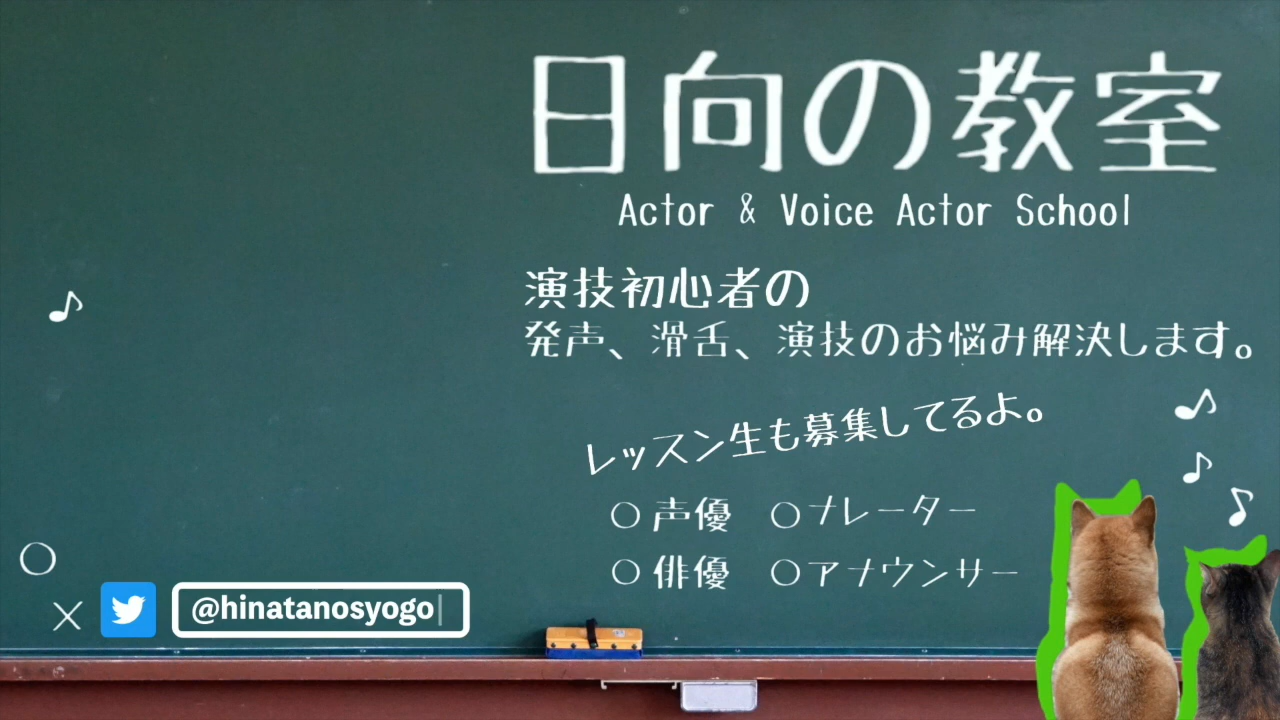 日向の教室
Actor & Voice Actor School
演技初心者の
発声、滑舌、演技のお悩み解決します。
レッスン生も募集してるよ。
○声優 ○ナレーター
○俳優 ○アナウンサー
@hinatanosyogo